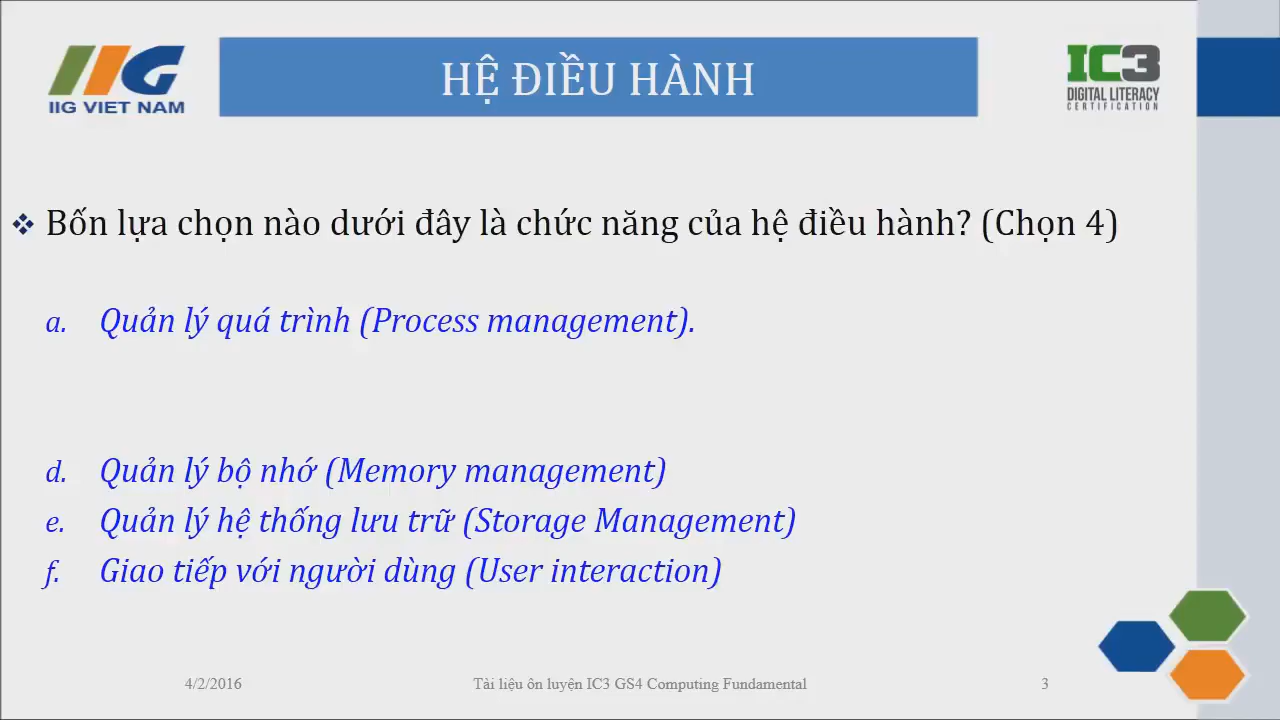 IIG VIET NAM
HỆ ĐIỀU HÀNH
IC3
DIGITAL LITERACY
CERTIFICATION
Bốn lựa chọn nào dưới đây là chức năng của hệ điều hành? (Chọn 4)
a. Quản lý quá trình (Process management).
d. Quản lý bộ nhớ (Memory management)
e. Quản lý hệ thống lưu trữ (Storage Management)
f. Giao tiếp với người dùng (User interaction)
4/2/2016 Tài liệu ôn luyện IC3 GS4 Computing Fundamental 3